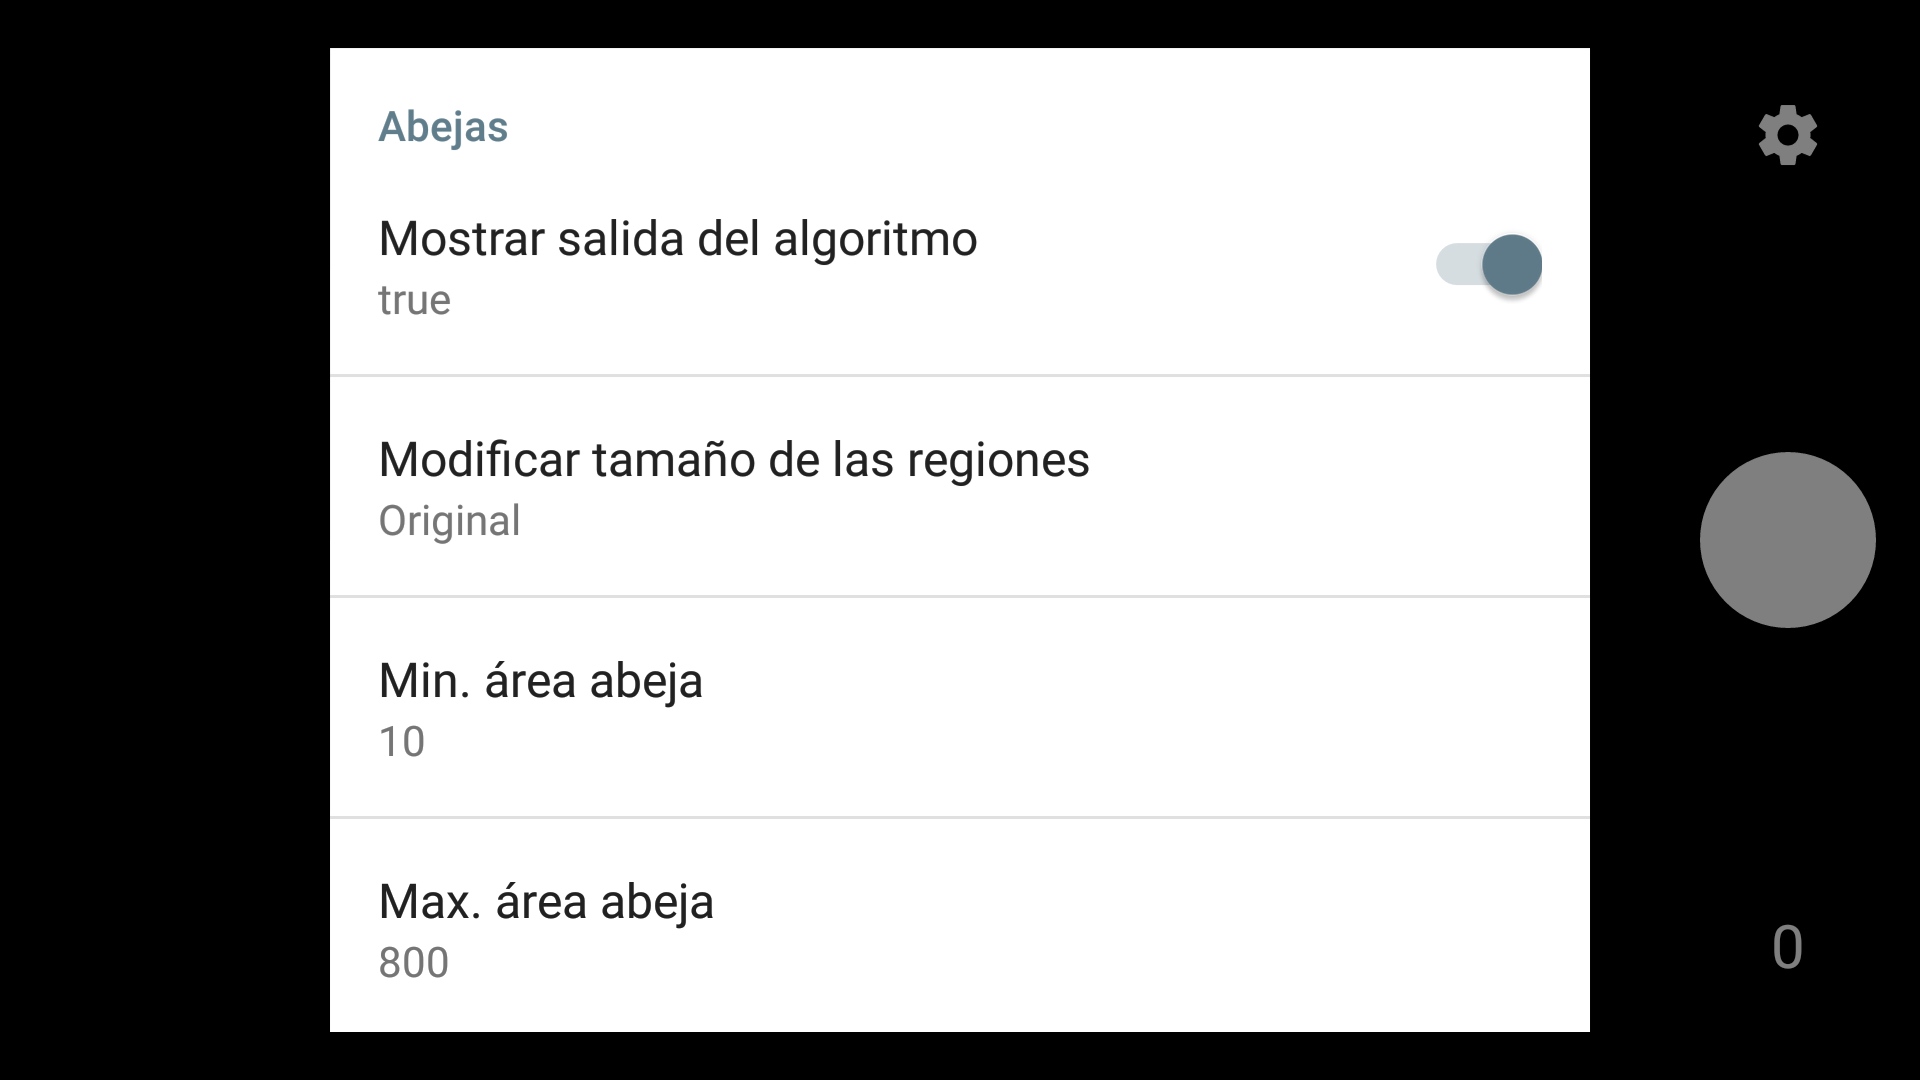 Abejas
Mostrar salida del algoritmo
true
Modificar tamaño de las regiones
Original
Min. área abeja
10
Max. área abeja
800
0